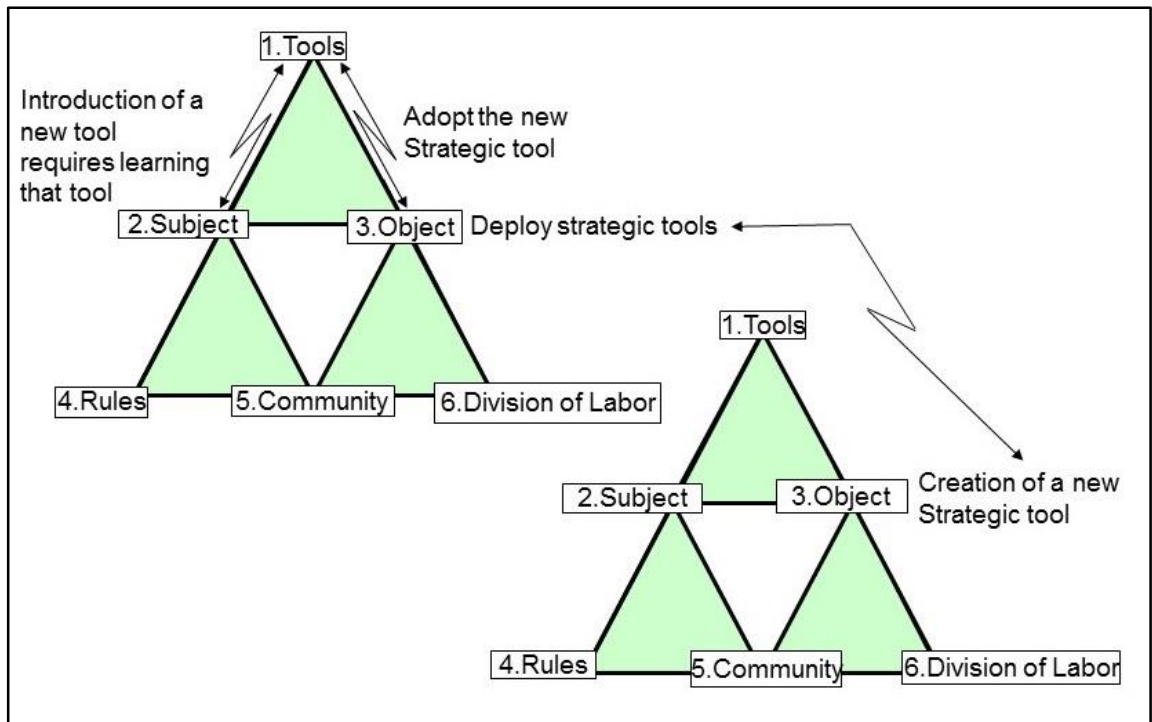 1.Tools
Introduction of a
new tool
requires learning
that tool
Adopt the new
Strategic tool
2.Subject
3.Object
Deploy strategic tools
4.Rules
5.Community
6.Division of Labor
1.Tools
2.Subject
3.Object
Creation of a new
Strategic tool
4.Rules
5.Community
6.Division of Labor